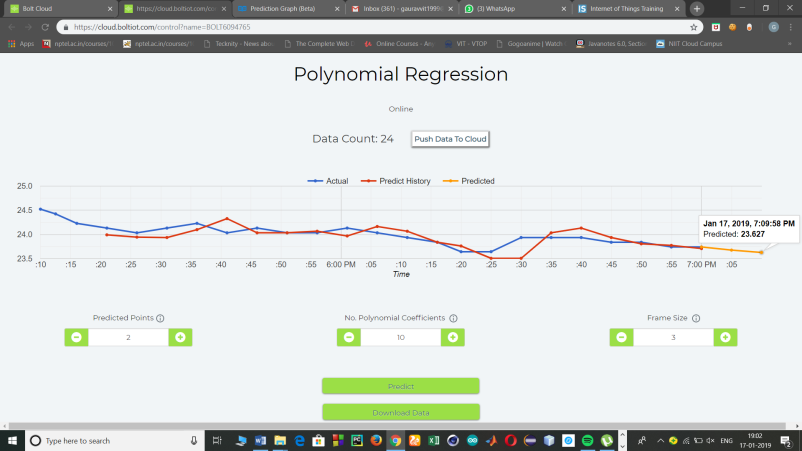 Bolt Cloud
https://cloud.boltiot.com/co
Prediction Graph (Beta)
Inbox (361) - gauravvit1999
(3) WhatsApp
Internet of Things Training
https://cloud.boltiot.com/control?name=BOLT6094765
Apps
nptel.ac.in/courses/1
nptel.ac.in/courses/1
Tecknity - News abou
The Complete Web D
Online Courses - An
VIT - VTOP
Gogoanime | Watch
Javanotes 6.0, Sectio
NIIT Cloud Campus
Polynomial Regression
Online
Data Count: 24
Push Data To Cloud
Actual
Predict History
Predicted
25.0
24.5
24.0
23.5
Jan 17, 2019, 7:09:58 PM
Predicted: 23.627
:10 :15 :20 :25 :30 :35 :40 :45 :50 :55 6:00 PM :05 :10 :15 :20 :25 :30 :35 :40 :45 :50 :55 7:00 PM :05
Time
Predicted Points
No. Polynomial Coefficients
Frame Size
2
10
3
Predict
Download Data
Type here to search
ENG
19:02
17-01-2019
2